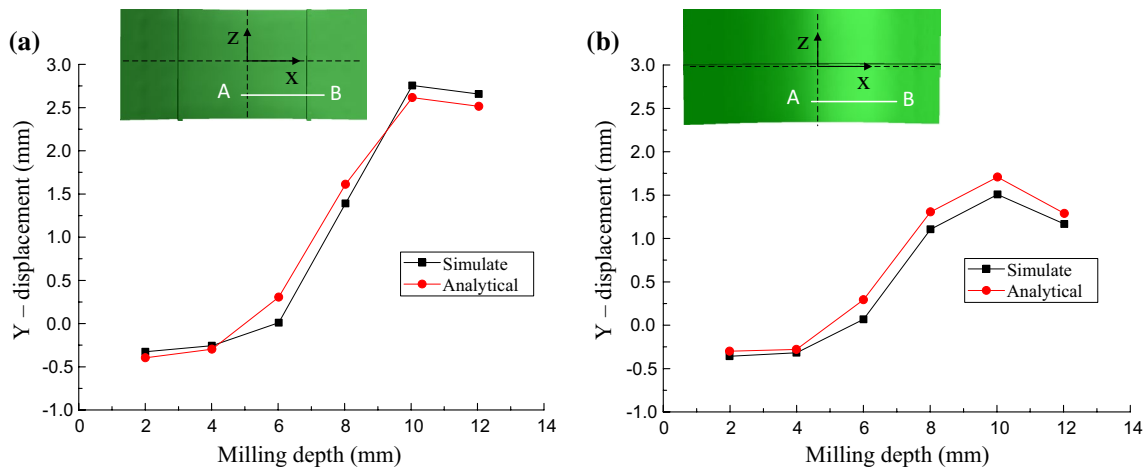 (a)
Z
X
A B
3.0
2.5
2.0
1.5
1.0
0.5
0.0
-0.5
-1.0
0 2 4 6 8 10 12 14
Y – displacement (mm)
Milling depth (mm)
Simulate
Analytical
(b)
Z
X
A B
3.0
2.5
2.0
1.5
1.0
0.5
0.0
-0.5
-1.0
0 2 4 6 8 10 12 14
Y – displacement (mm)
Milling depth (mm)
Simulate
Analytical